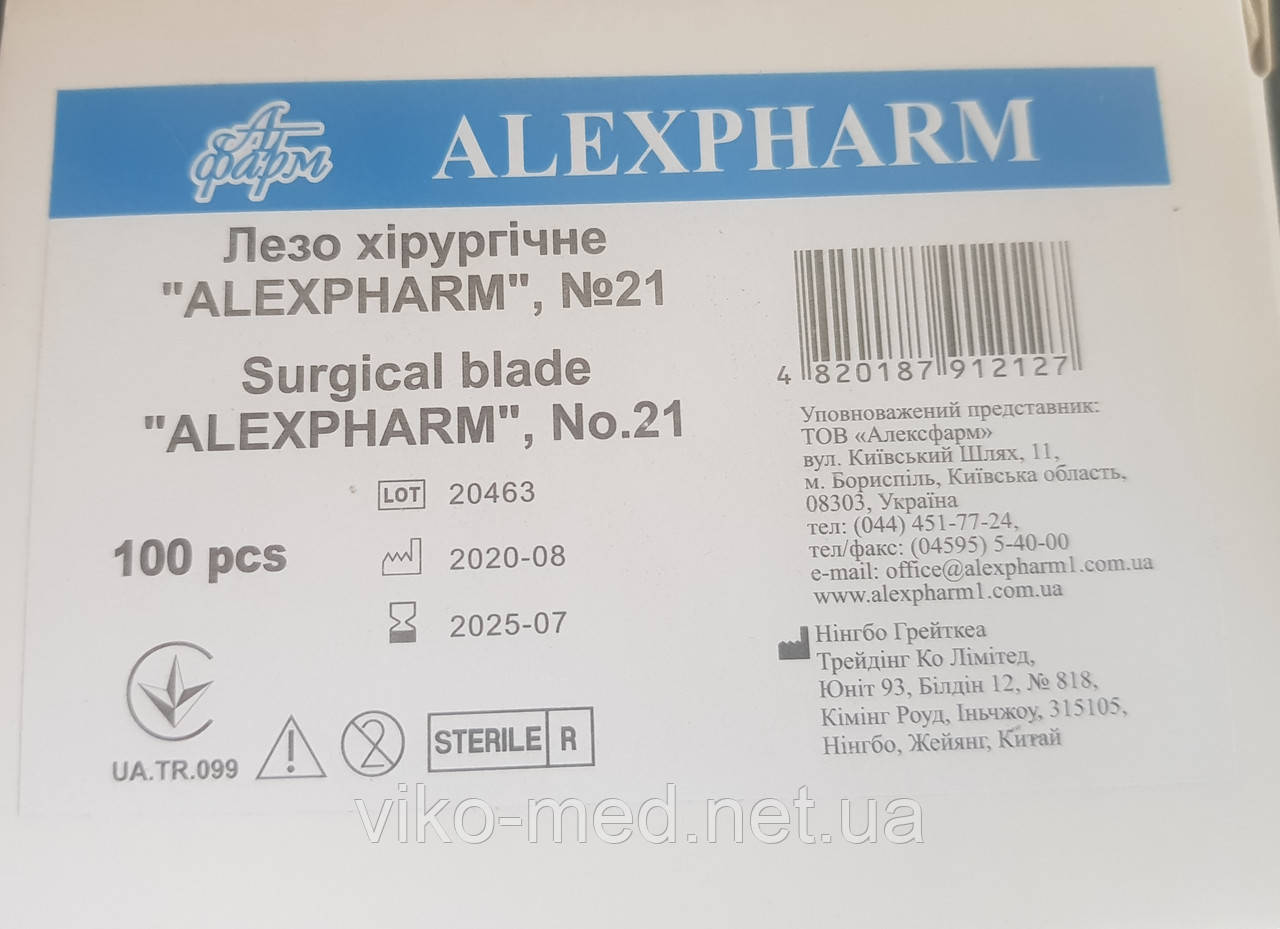 АГ
фарм
ALEXPHARM
Лезо хірургічне
"ALEXPHARM", №21
Surgical blade
"ALEXPHARM", No.21
LOT 20463
100 pcs
2020-08
2025-07
UA.TR.099
2
STERILE R
4 820187 912127
Уповноважений представник:
ТОВ «Алексфарм»
вул. Київський Шлях, 11,
м. Бориспіль, Київська область,
08303, Україна
тел: (044) 451-77-24,
тел/факс: (04595) 5-40-00
e-mail: office@alexpharm1.com.ua
www.alexpharm1.com.ua
Нінгбо Грейткеа
Трейдінг Ко Лімітед,
Юніт 93, Білдін 12, № 818,
Кімінг Роуд, Іньчжоу, 315105,
Нінгбо, Жейянг, Китай
viko-med.net.ua